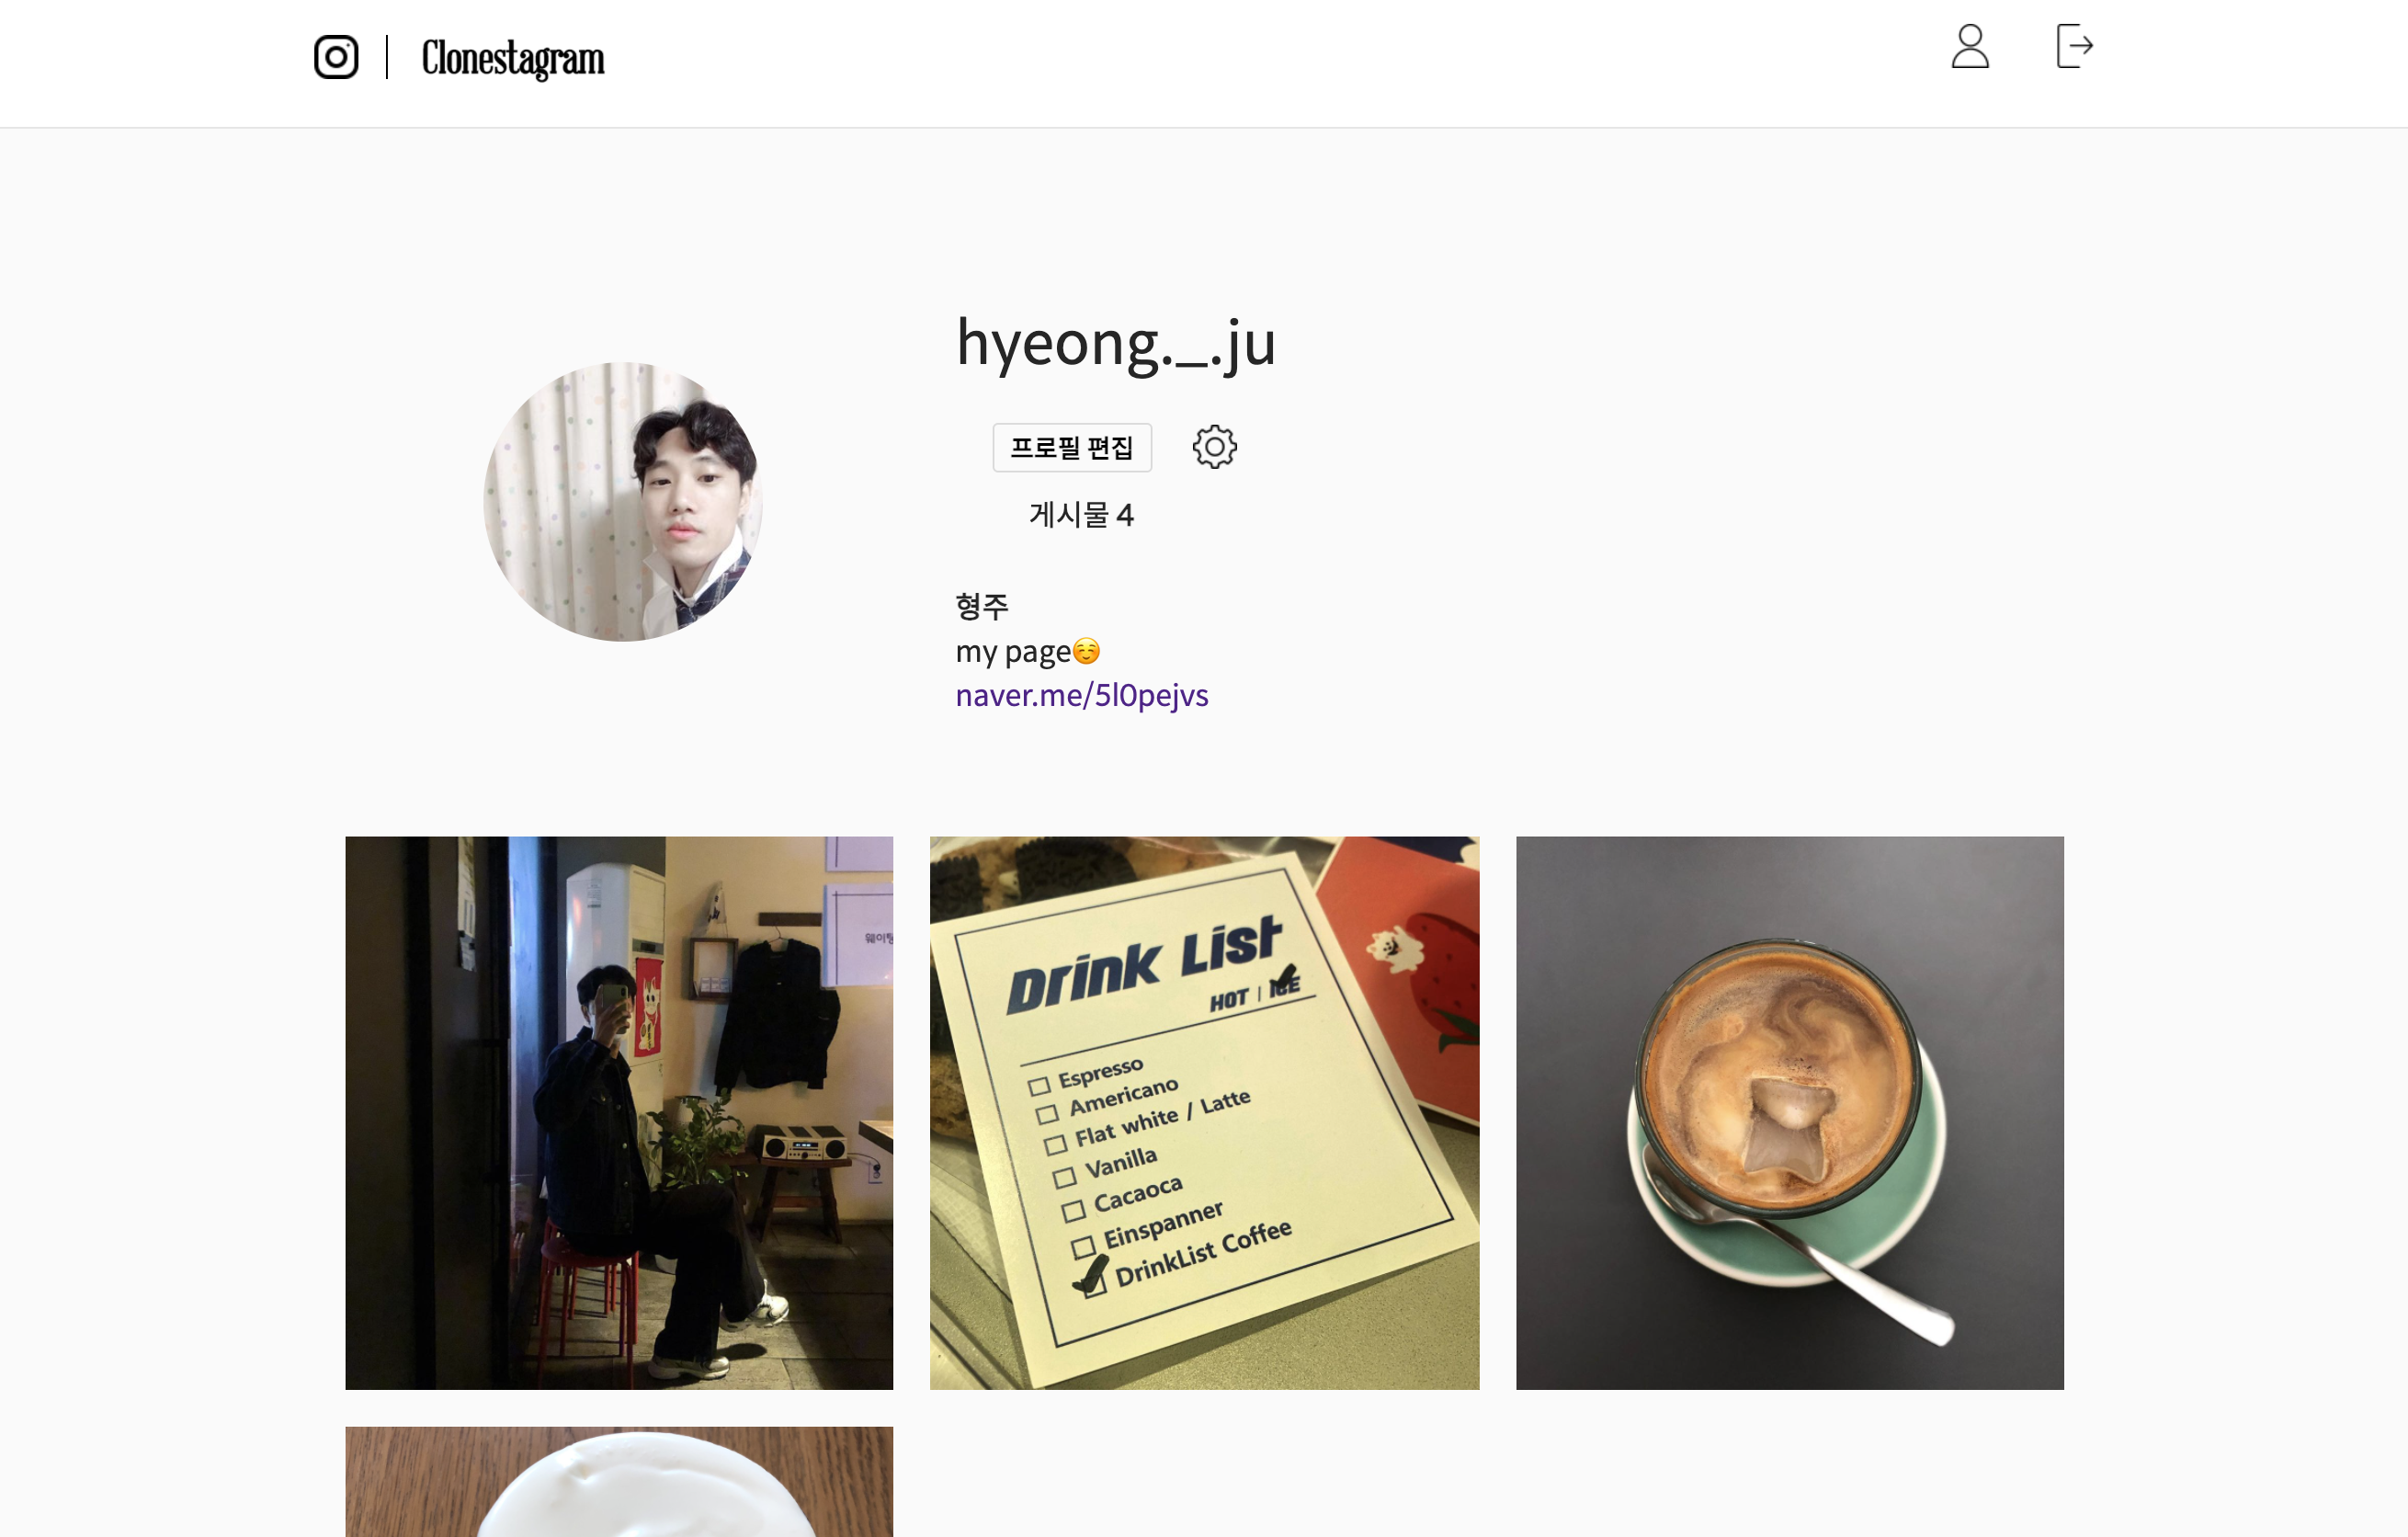 Clonestagram
hyeong._.ju
프로필 편집
게시물 4
형주
my page☺️
naver.me/5l0pejvs
Drink List
HOT | ICE
Espresso
Americano
Flat white / Latte
Vanilla
Cacaoca
Einspanner
DrinkList Coffee